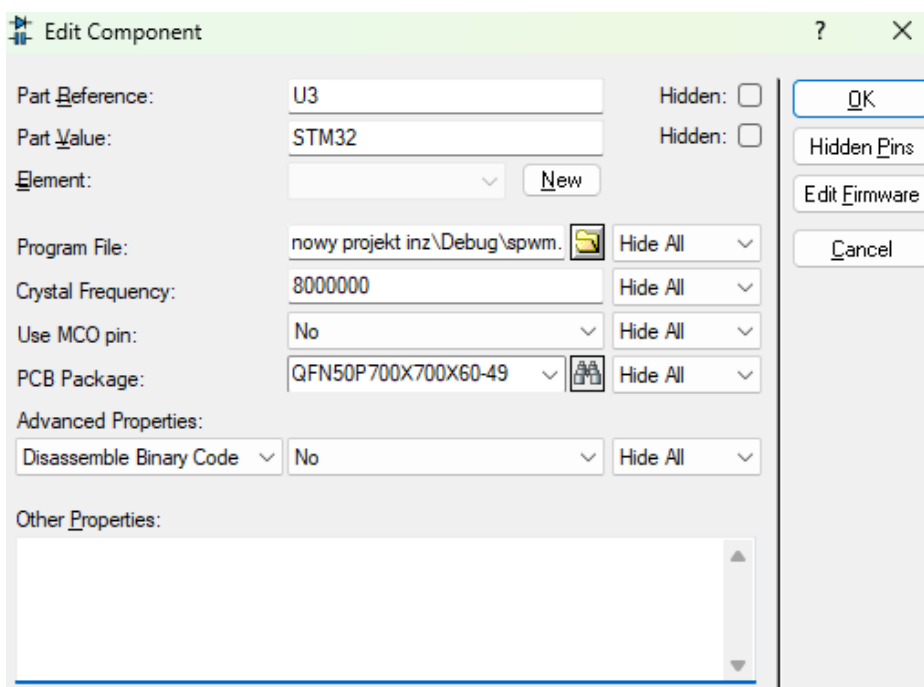 Edit Component
?
Part Reference: U3 Hidden: OK
Part Value: STM32 Hidden: Hidden Pins
Element: New Edit Firmware
Program File: nowy projekt inz\Debug\spwm. Hide All Cancel
Crystal Frequency: 8000000 Hide All
Use MCO pin: No Hide All
PCB Package: QFN50P700X700X60-49 Hide All
Advanced Properties:
Disassemble Binary Code No Hide All
Other Properties: